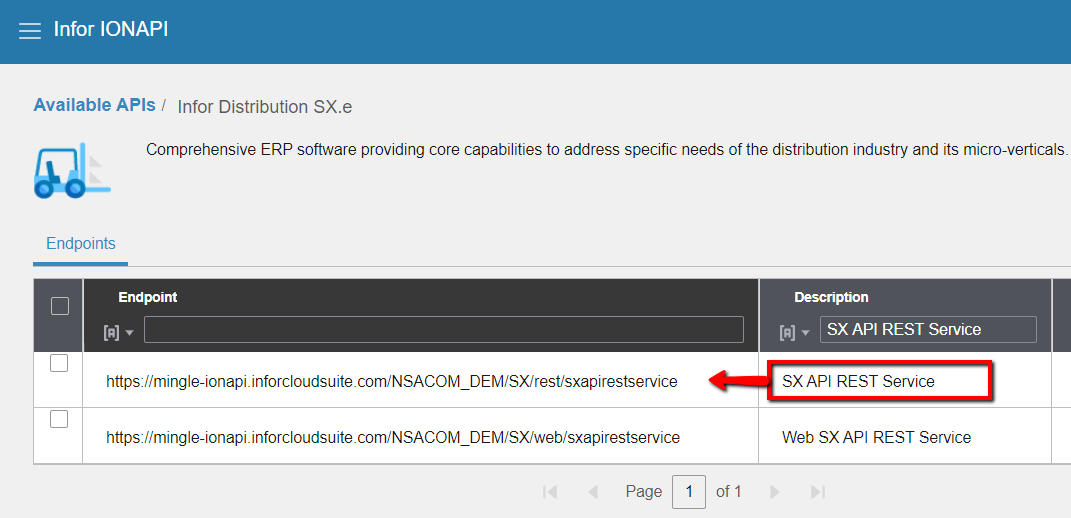 Infor IONAPI
Available APIs / Infor Distribution SX.e
Comprehensive ERP software providing core capabilities to address specific needs of the distribution industry and its micro-verticals.
Endpoints
Endpoint Description
[A] [A] SX API REST Service
https://mingle-ionapi.inforcloudsuite.com/NSACOM_DEM/SX/rest/sxapirestservice SX API REST Service
https://mingle-ionapi.inforcloudsuite.com/NSACOM_DEM/SX/web/sxapirestservice Web SX API REST Service
Page 1 of 1